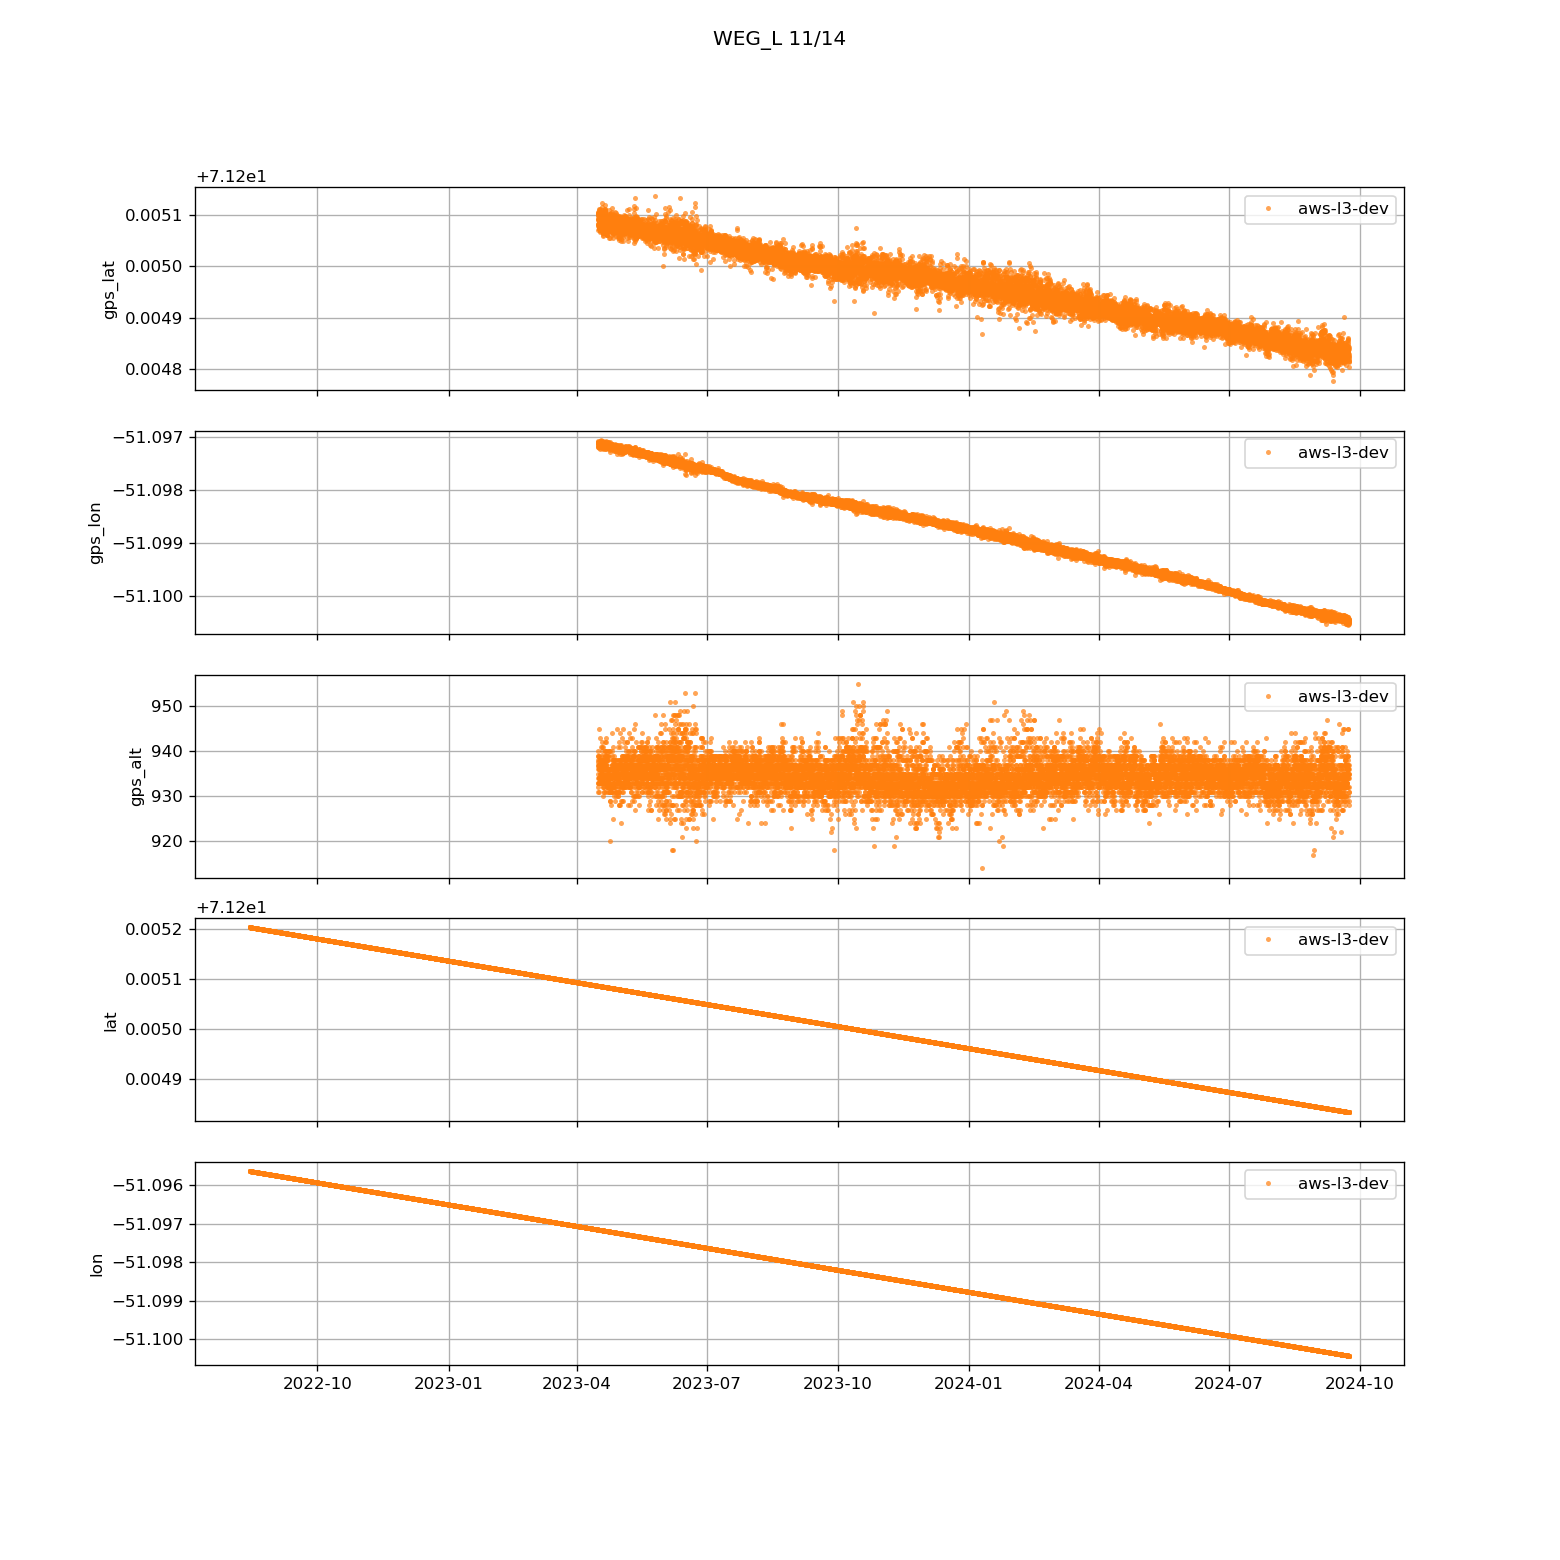 WEG_L 11/14
+7.12e1
0.0051
0.0050
0.0049
0.0048
gps_lat
aws-l3-dev
−51.097
−51.098
−51.099
−51.100
gps_lon
aws-l3-dev
950
940
930
920
gps_alt
aws-l3-dev
+7.12e1
0.0052
0.0051
0.0050
0.0049
lat
aws-l3-dev
−51.096
−51.097
−51.098
−51.099
−51.100
lon
aws-l3-dev
2022-10 2023-01 2023-04 2023-07 2023-10 2024-01 2024-04 2024-07 2024-10